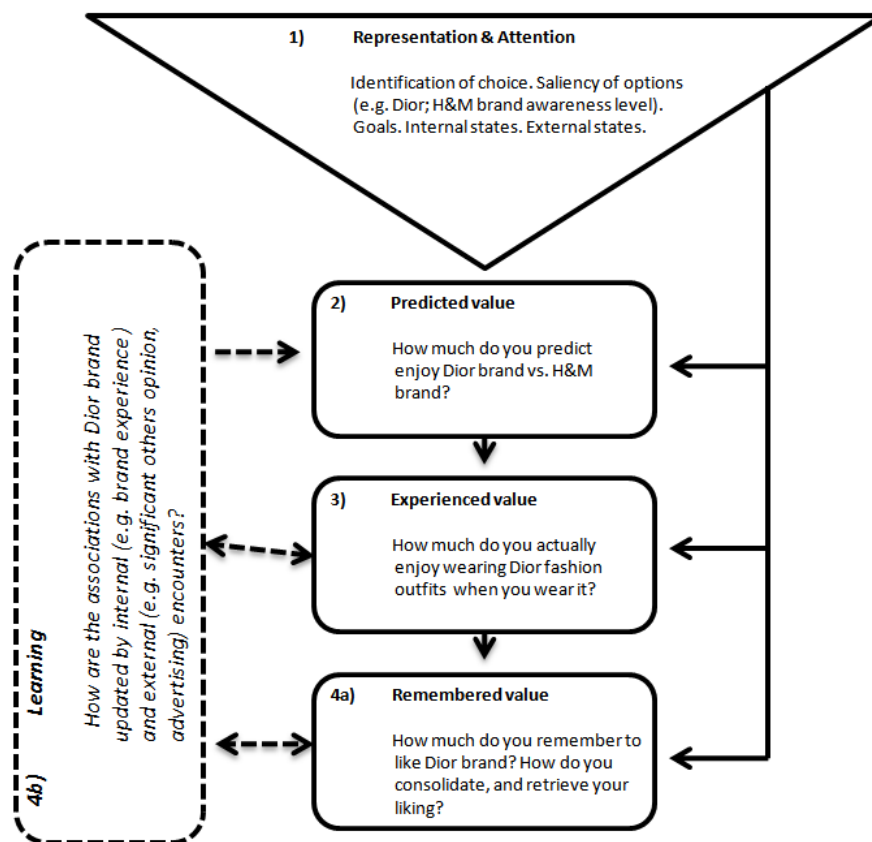 1) Representation & Attention
Identification of choice. Saliency of options
(e.g. Dior; H&M brand awareness level).
Goals. Internal states. External states.
2) Predicted value
How much do you predict
enjoy Dior brand vs. H&M
brand?
3) Experienced value
How much do you actually
enjoy wearing Dior fashion
outfits when you wear it?
4a) Remembered value
How much do you remember to
like Dior brand? How do you
consolidate, and retrieve your
liking?
4b) Learning
How are the associations with Dior brand
updated by internal (e.g. brand experience )
and external (e.g. significant others opinion,
advertising) encounters?